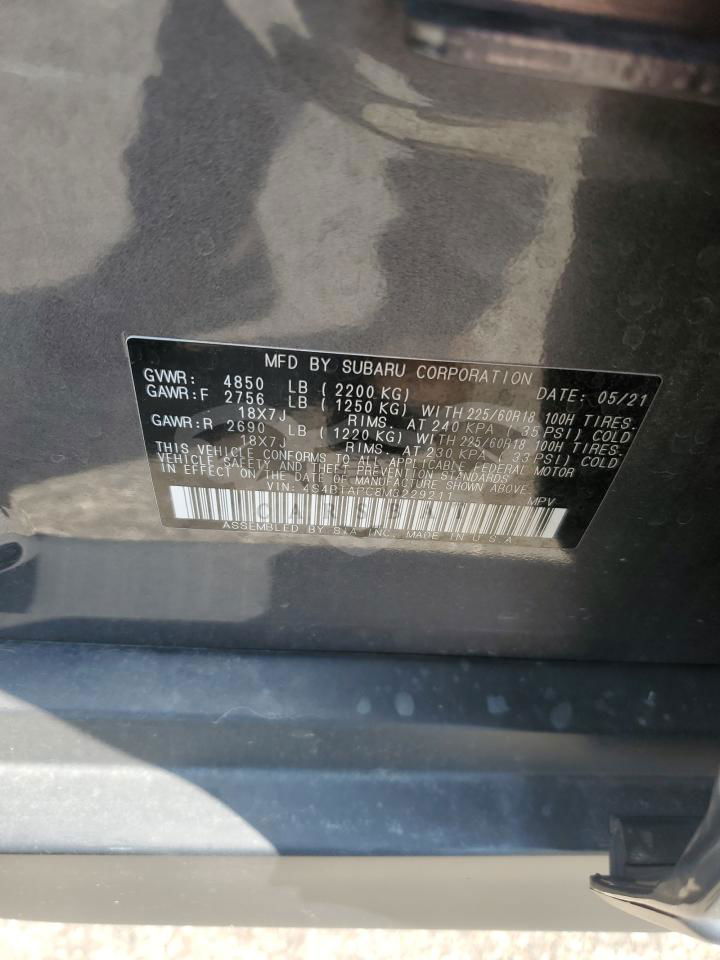 MFD BY SUBARU CORPORATION
GVWR: 4850 LB ( 2200 KG) DATE: 05/21
GAWR:F 2756 LB ( 1250 KG) WITH 225/60R18 100H TIRES.
18X7J RIMS. AT 240 KPA 35 PSI) COLD
GAWR:R 2690 LB ( 1220 KG) WITH 225/60R18 100H TIRES.
18X7J RIMS. AT 230 KPA 33 PSI) COLD
THIS VEHICLE CONFORMS TO ALL APPLICABLE FEDERAL MOTOR
VEHICLE SAFETY AND THEFT PREVENTION STANDARDS
IN EFFECT ON THE DATE OF MANUFACTURE SHOWN ABOVE.
VIN: 4S4BTAPC8M3229211 MPV
ASSEMBLED BY SIA INC. MADE IN U.S.A